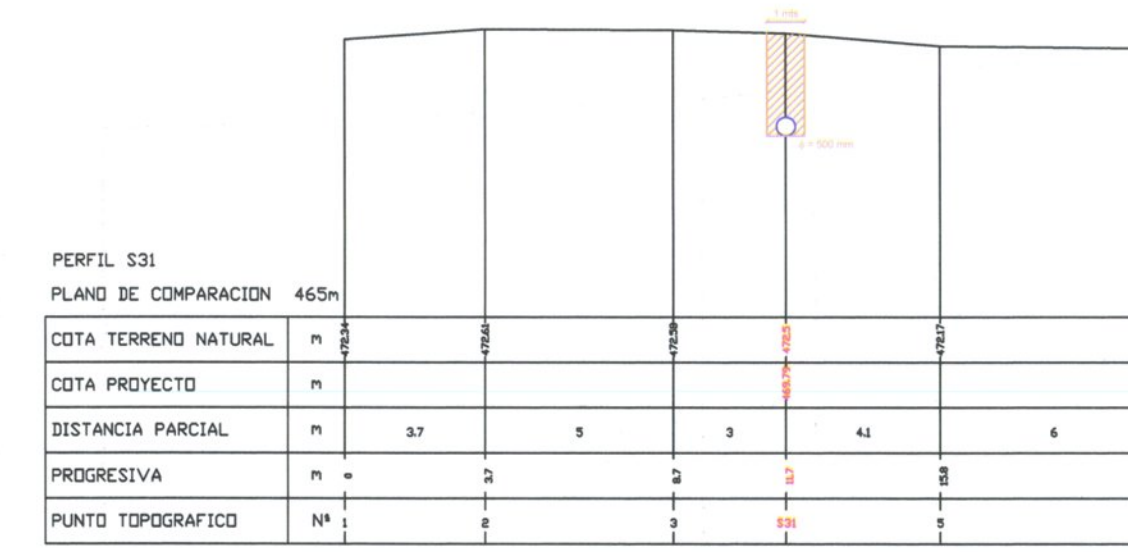 1 mts
ø = 500 mm
PERFIL S31
PLANO DE COMPARACION 465m
COTA TERRENO NATURAL m 472.34 472.61 472.58 472.5 472.17
COTA PROYECTO m 469.79
DISTANCIA PARCIAL m 3.7 5 3 4.1 6
PROGRESIVA m 0 3.7 8.7 11.7 15.8
PUNTO TOPOGRAFICO Nº 1 2 3 S31 5